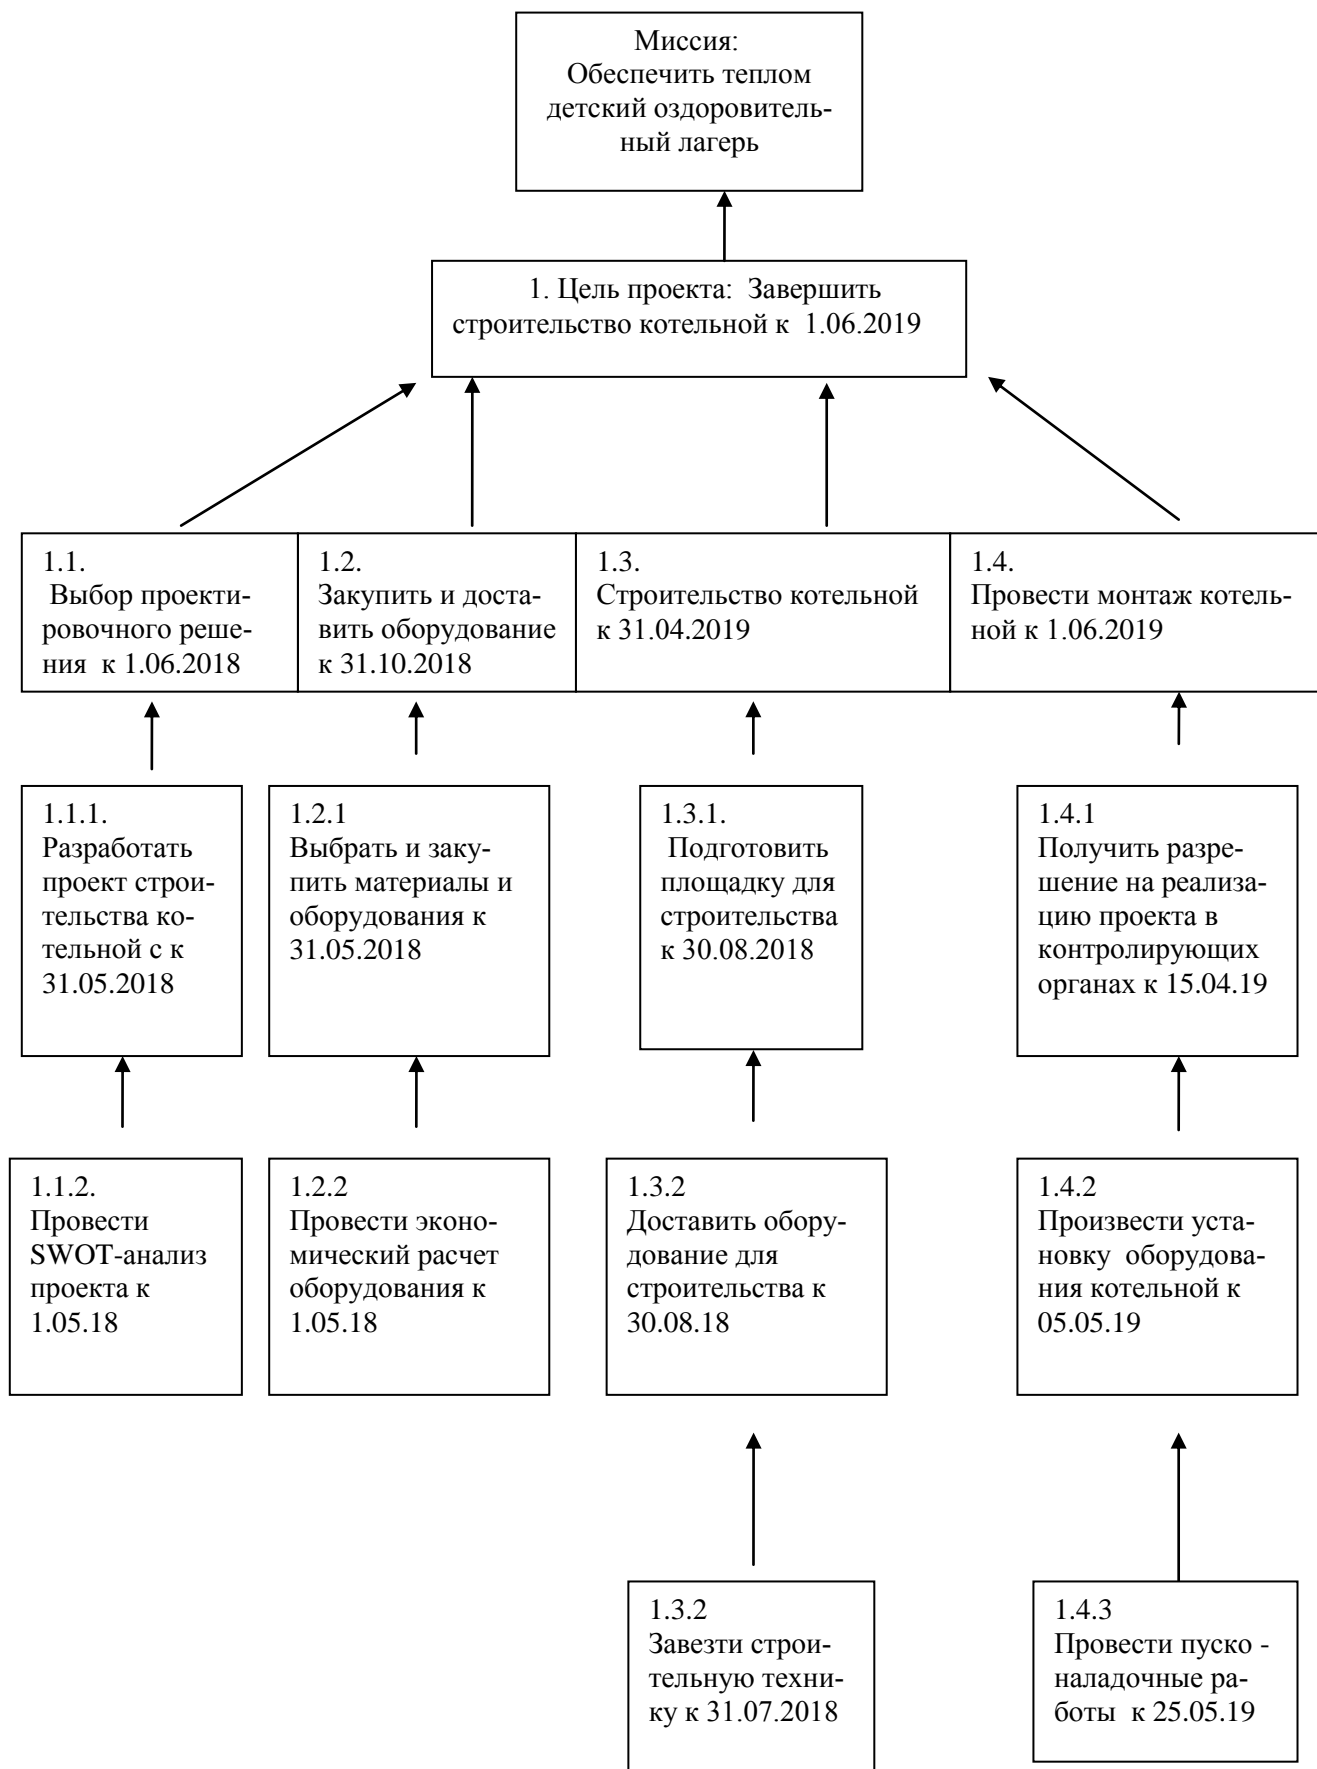 Миссия:
Обеспечить теплом
детский оздоровитель-
ный лагерь
1. Цель проекта:  Завершить
строительство котельной к  1.06.2019
1.1.
Выбор проекти-
ровочного реше-
ния  к 1.06.2018
1.2.
Закупить и доста-
вить оборудование
к 31.10.2018
1.3.
Строительство котельной
к 31.04.2019
1.4.
Провести монтаж котель-
ной к 1.06.2019
1.1.1.
Разработать
проект строи-
тельства ко-
тельной с к
31.05.2018
1.2.1
Выбрать и заку-
пить материалы и
оборудования к
31.05.2018
1.3.1.
Подготовить
площадку для
строительства
к 30.08.2018
1.4.1
Получить разре-
шение на реализа-
цию проекта в
контролирующих
органах к 15.04.19
1.1.2.
Провести
SWOT-анализ
проекта к
1.05.18
1.2.2
Провести эконо-
мический расчет
оборудования к
1.05.18
1.3.2
Доставить обору-
дование для
строительства к
30.08.18
1.4.2
Произвести уста-
новку  оборудова-
ния котельной к
05.05.19
1.3.2
Завезти строи-
тельную техни-
ку к 31.07.2018
1.4.3
Провести пуско -
наладочные ра-
боты  к 25.05.19